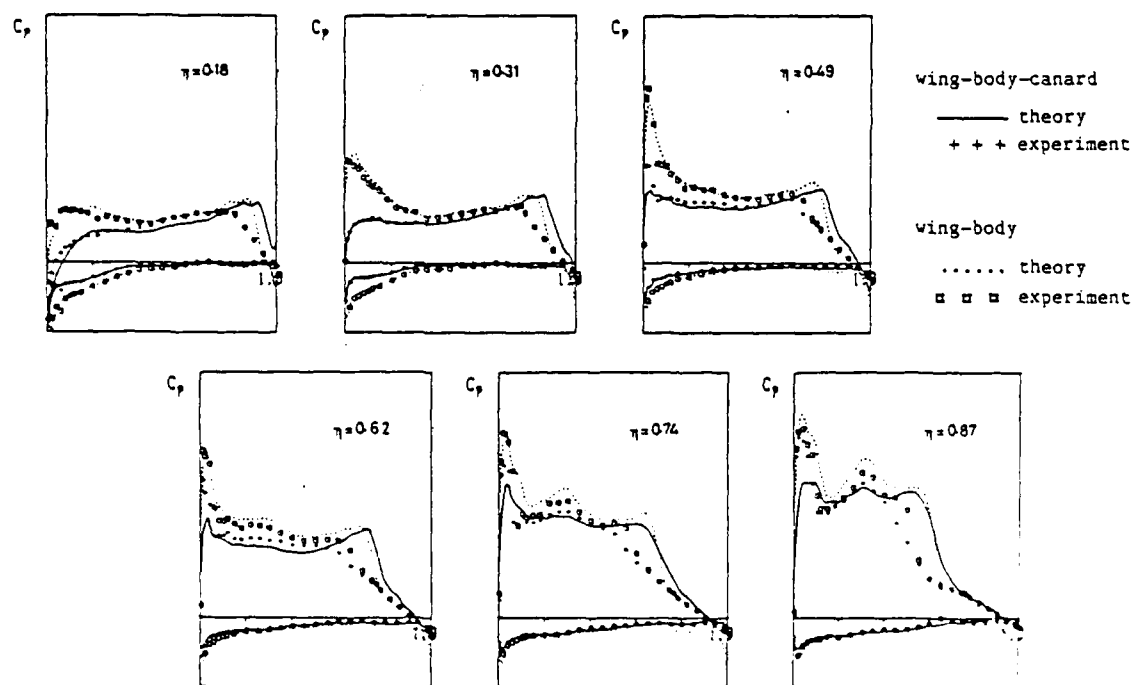 Cp
η=0.18
Cp
η=0.31
Cp
η=0.49
wing-body-canard
theory
+ + + experiment
wing-body
theory
experiment
Cp
η=0.62
Cp
η=0.74
Cp
η=0.87